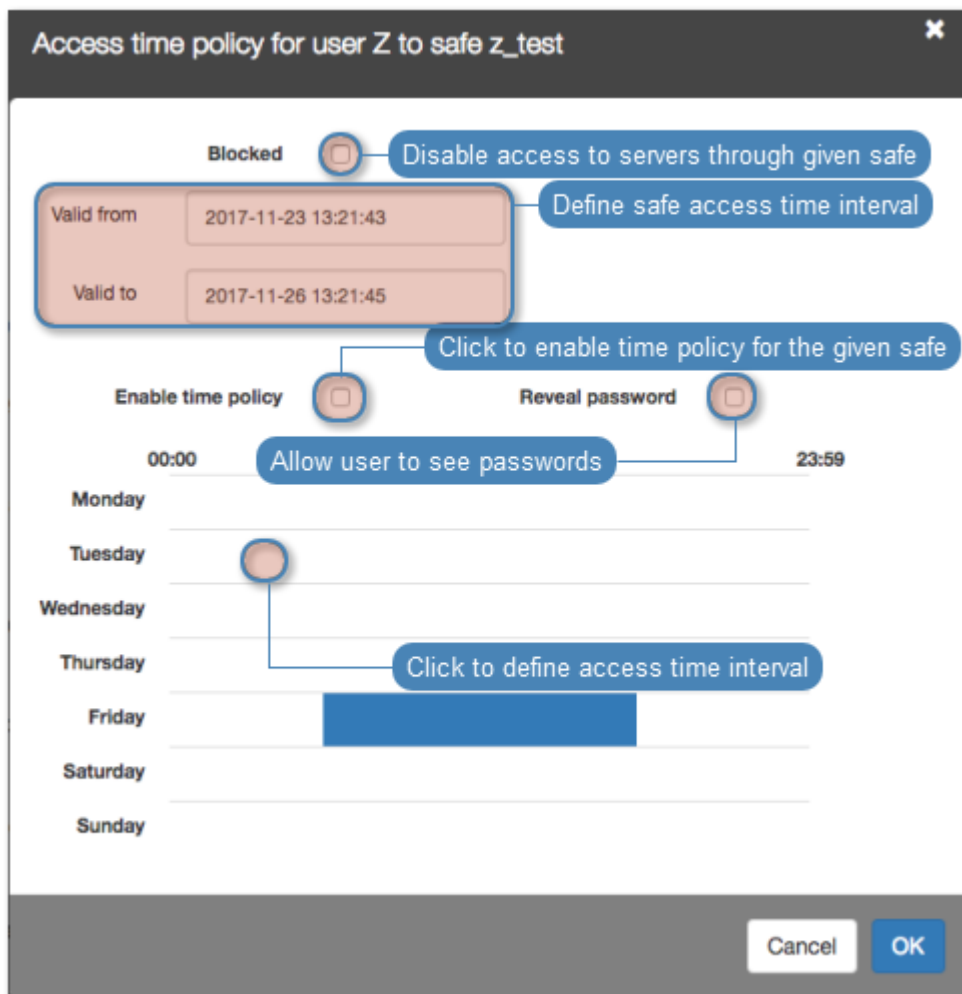 Access time policy for user Z to safe z_test
Blocked
Disable access to servers through given safe
Define safe access time interval
Valid from 2017-11-23 13:21:43
Valid to 2017-11-26 13:21:45
Click to enable time policy for the given safe
Enable time policy
Reveal password
00:00
Allow user to see passwords
23:59
Monday
Tuesday
Wednesday
Thursday
Click to define access time interval
Friday
Saturday
Sunday
Cancel
OK